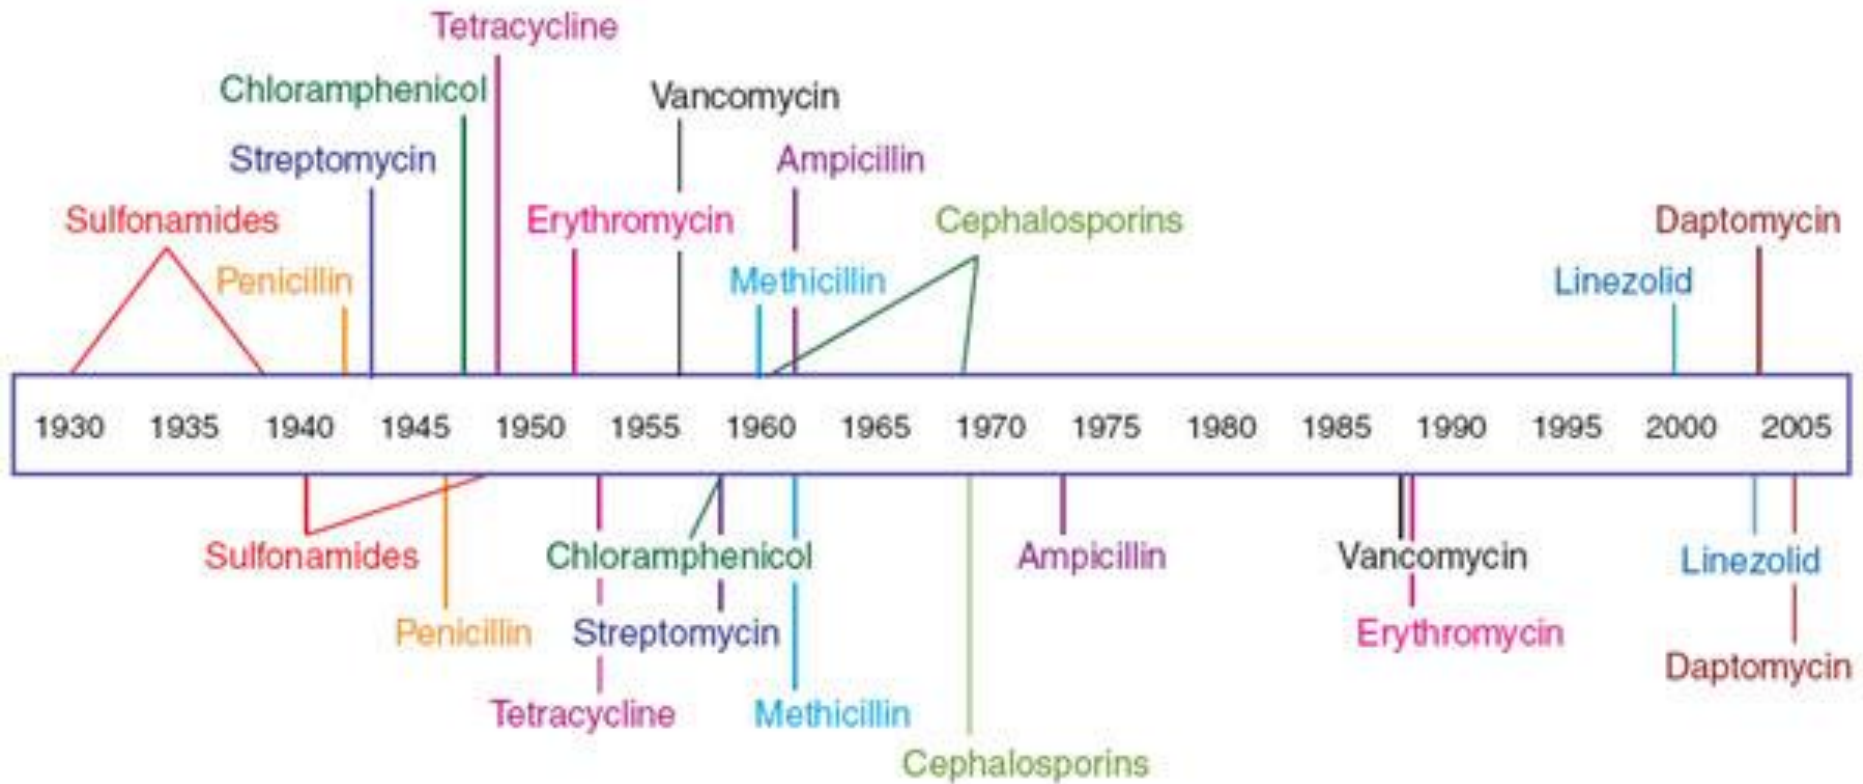 Tetracycline
Chloramphenicol
Vancomycin
Streptomycin
Ampicillin
Sulfonamides
Erythromycin
Cephalosporins
Daptomycin
Penicillin
Methicillin
Linezolid
1930 1935 1940 1945 1950 1955 1960 1965 1970 1975 1980 1985 1990 1995 2000 2005
Sulfonamides
Chloramphenicol
Ampicillin
Vancomycin
Linezolid
Penicillin
Streptomycin
Erythromycin
Daptomycin
Tetracycline
Methicillin
Cephalosporins